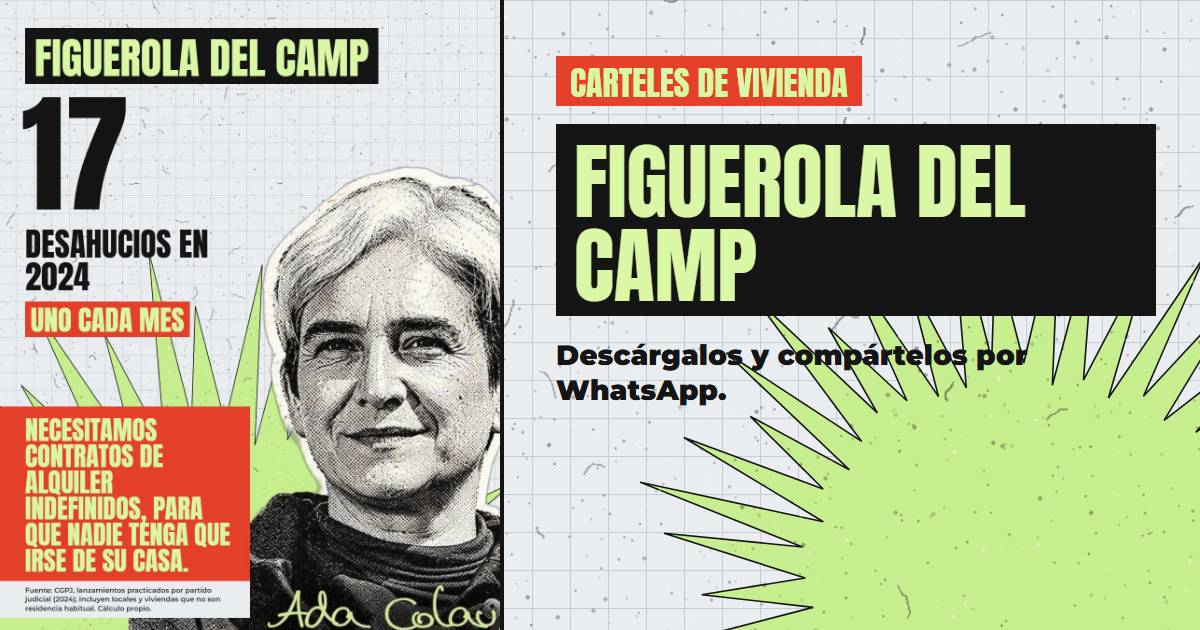 FIGUEROLA DEL CAMP
17
DESAHUCIOS EN
2024
UNO CADA MES
NECESITAMOS
CONTRATOS DE
ALQUILER
INDEFINIDOS, PARA
QUE NADIE TENGA QUE
IRSE DE SU CASA.
Fuente: CGPJ, lanzamientos practicados por partido
judicial (2024); incluyen locales y viviendas que no son
residencia habitual. Cálculo propio.
Ada Colau
CARTELES DE VIVIENDA
FIGUEROLA DEL
CAMP
Descárgalos y compártelos por
WhatsApp.